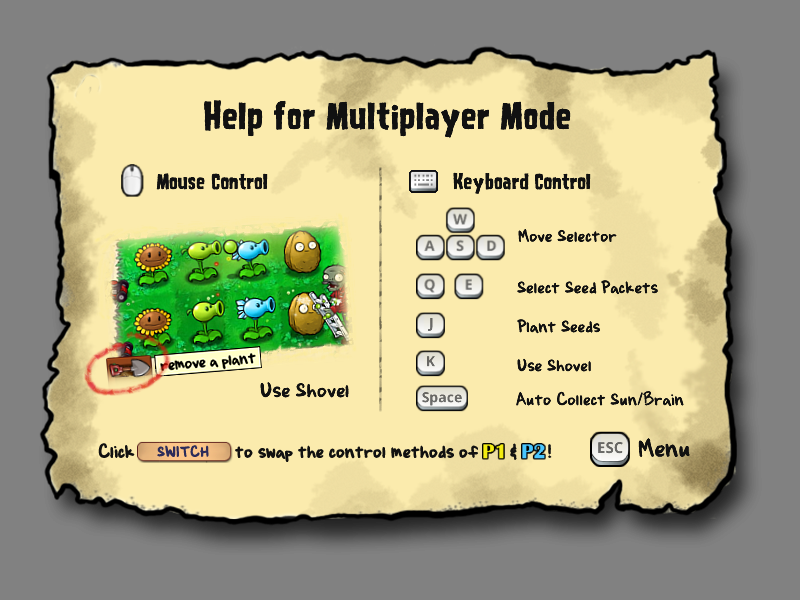 Help for Multiplayer Mode
Mouse Control
remove a plant
Use Shovel
Keyboard Control
W
A S D Move Selector
Q E Select Seed Packets
J Plant Seeds
K Use Shovel
Space Auto Collect Sun/Brain
Click SWITCH to swap the control methods of P1 & P2!
ESC Menu